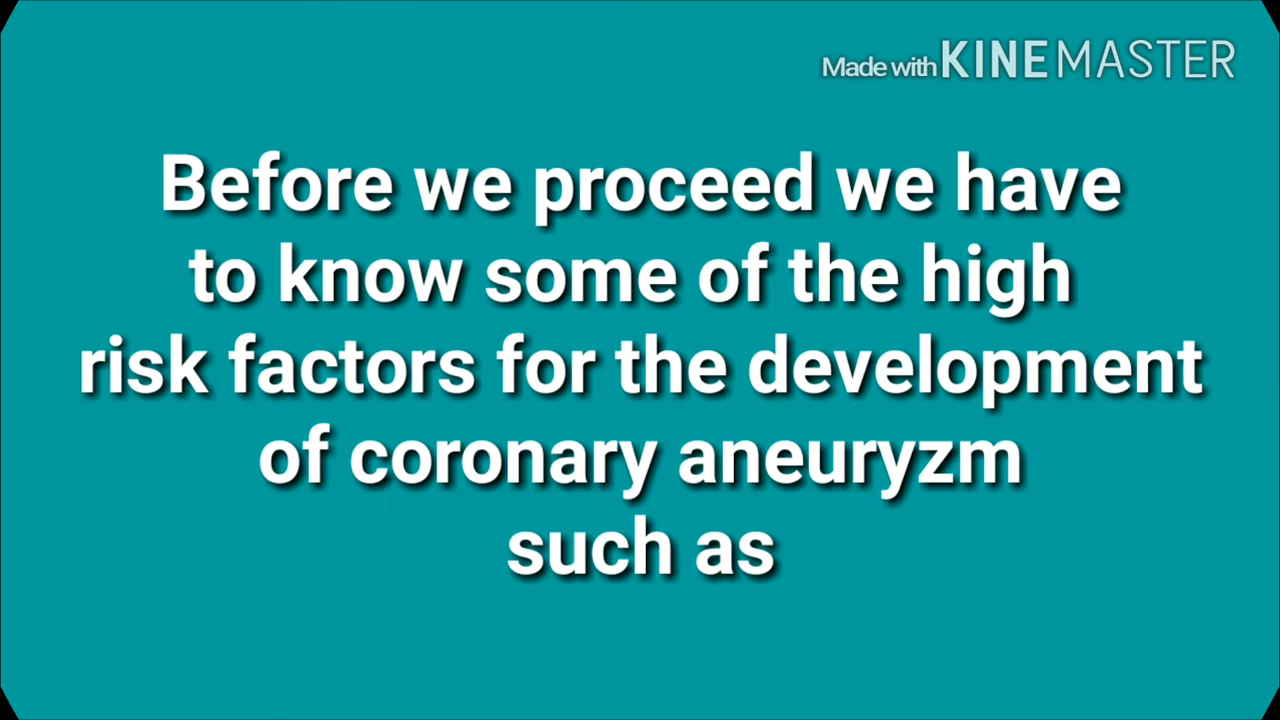 Made with KINEMASTER
Before we proceed we have
to know some of the high
risk factors for the development
of coronary aneuryzm
such as